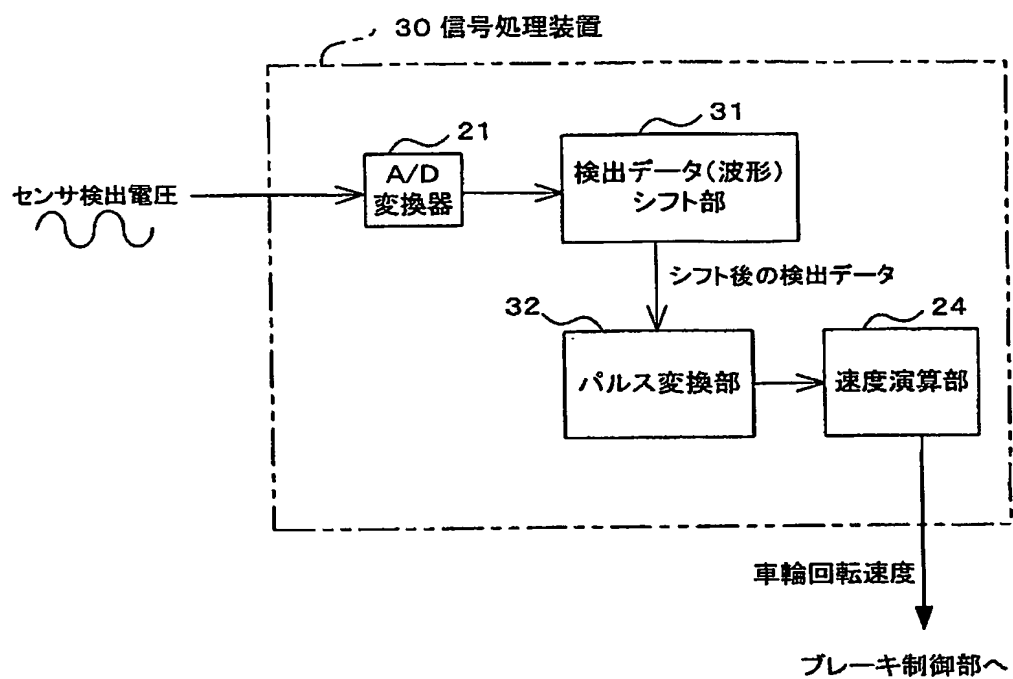 30 信号処理装置
21
31
A/D
変換器
検出データ(波形)
シフト部
センサ検出電圧
シフト後の検出データ
32
24
パルス変換部
速度演算部
車輪回転速度
ブレーキ制御部へ